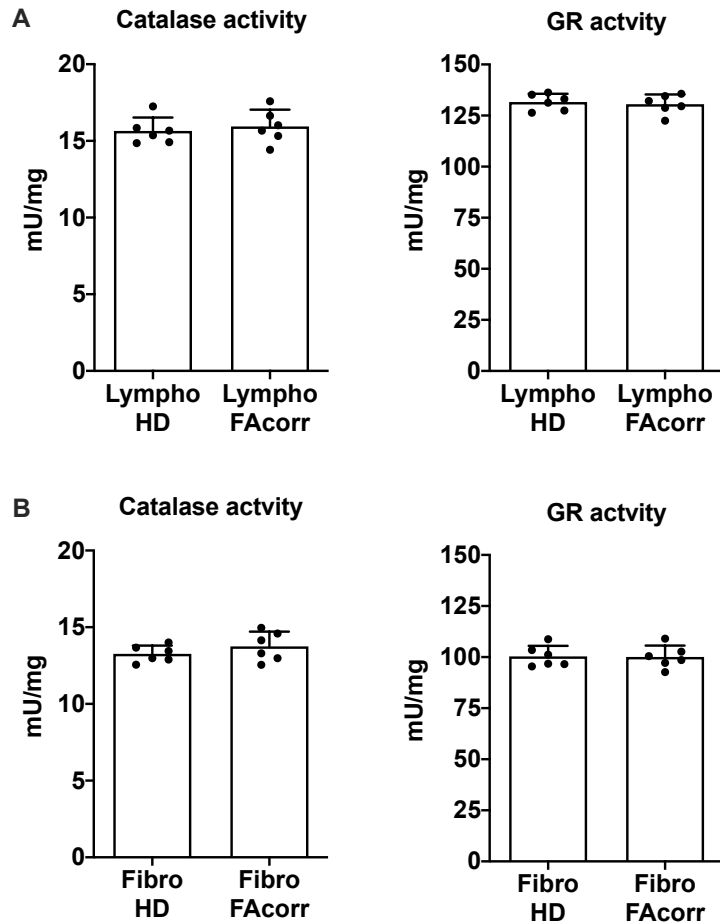 A
Catalase activity
GR actvity
20
15
10
5
0
mU/mg
Lympho HD
Lympho FAcorr
150
125
100
75
50
25
0
mU/mg
Lympho HD
Lympho FAcorr
B
Catalase actvity
GR actvity
20
15
10
5
0
mU/mg
Fibro HD
Fibro FAcorr
150
125
100
75
50
25
0
mU/mg
Fibro HD
Fibro FAcorr